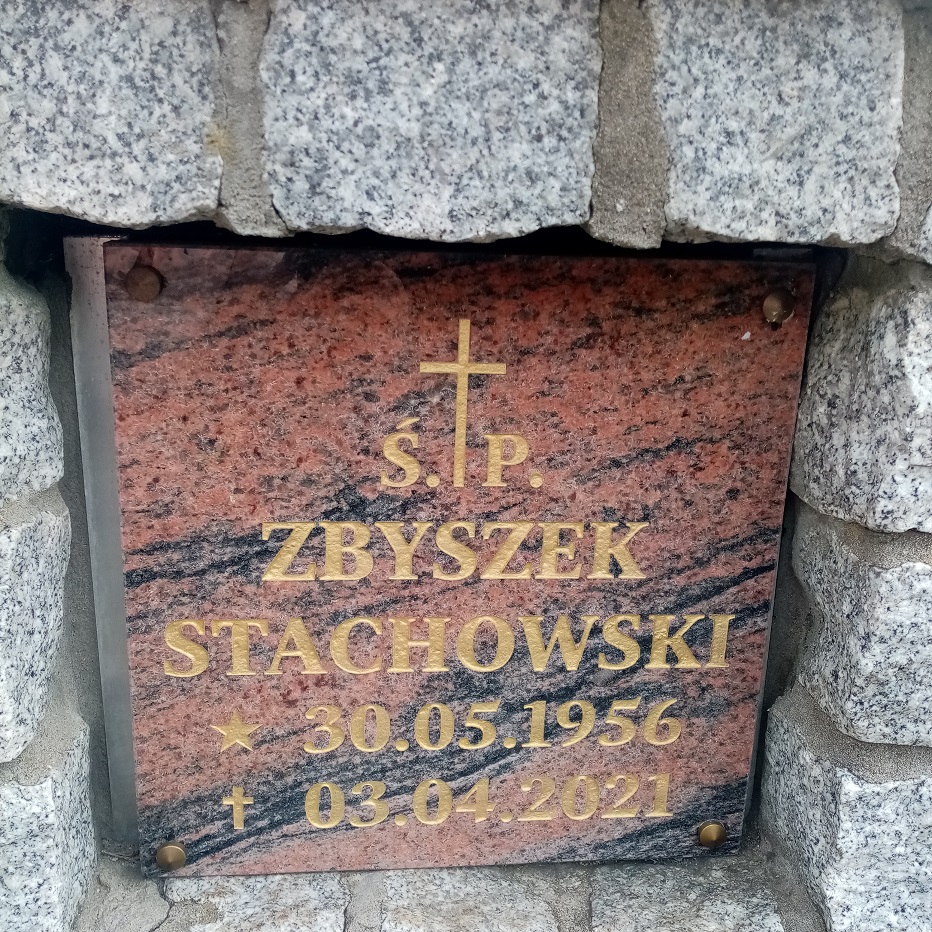 Ś. P.
ZBYSZEK
STACHOWSKI
30.05.1956
03.04.2021